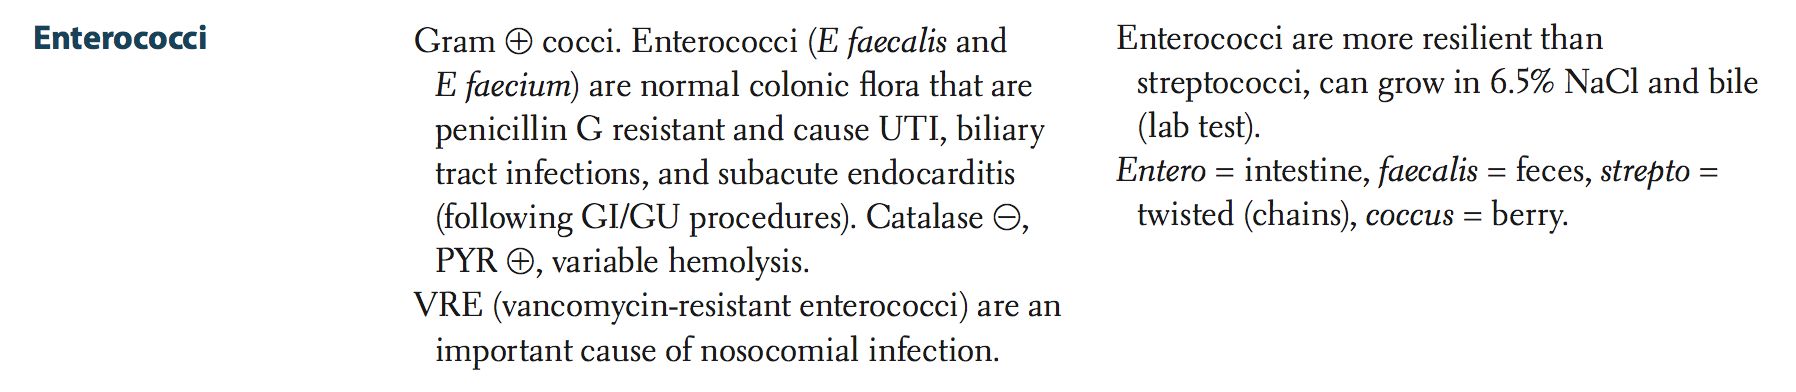 Enterococci
Gram ⊕ cocci. Enterococci (E faecalis and
E faecium) are normal colonic flora that are
penicillin G resistant and cause UTI, biliary
tract infections, and subacute endocarditis
(following GI/GU procedures). Catalase ⊖,
PYR ⊕, variable hemolysis.
VRE (vancomycin-resistant enterococci) are an
important cause of nosocomial infection.
Enterococci are more resilient than
streptococci, can grow in 6.5% NaCl and bile
(lab test).
Entero = intestine, faecalis = feces, strepto =
twisted (chains), coccus = berry.